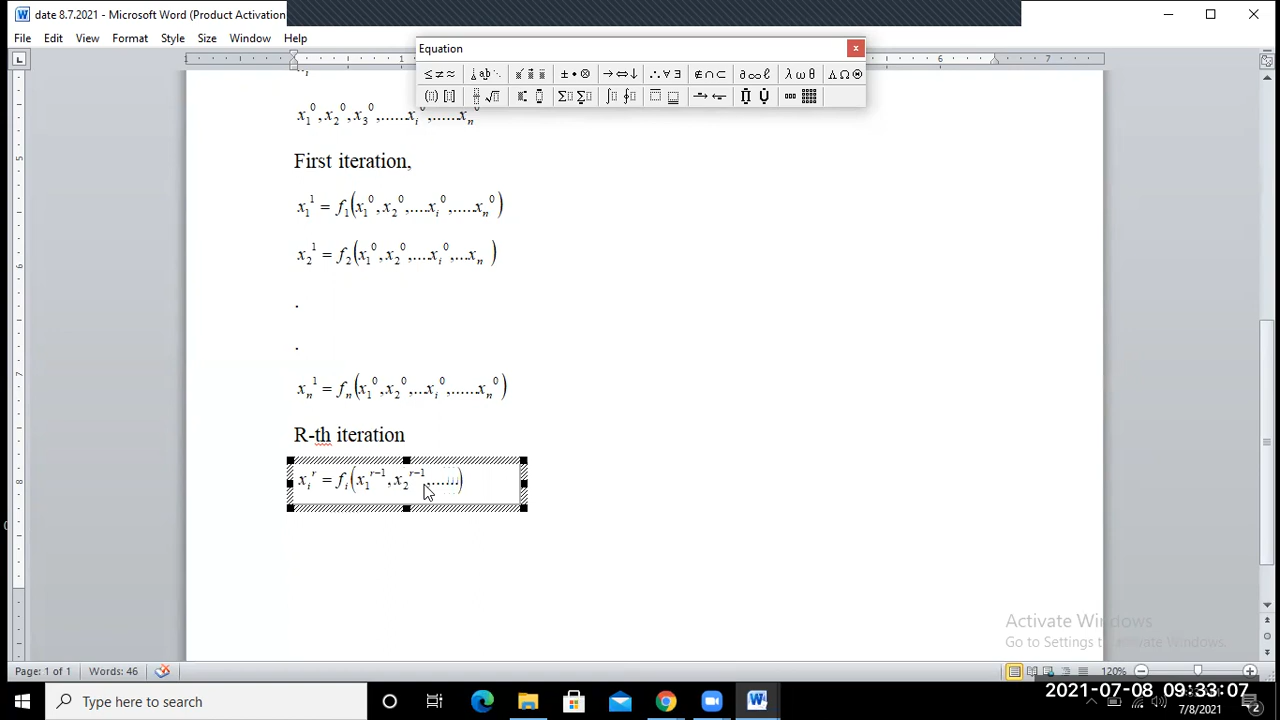 date 8.7.2021 - Microsoft Word (Product Activation
File Edit View Format Style Size Window Help
Equation
x₁⁰, x₂⁰, x₃⁰,......xᵢ⁰,......xₙ⁰
First iteration,
x₁¹ = f₁(x₁⁰, x₂⁰,....xᵢ⁰,.....xₙ⁰)
x₂¹ = f₂(x₁⁰, x₂⁰,....xᵢ⁰,...xₙ )
.
.
xₙ¹ = fₙ(x₁⁰, x₂⁰,...xᵢ⁰,......xₙ⁰)
R-th iteration
xᵢʳ = fᵢ(x₁ʳ⁻¹, x₂ʳ⁻¹,....,,,)
Activate Windows
Go to Settings to activate Windows.
Page: 1 of 1 Words: 46 120%
Type here to search
2021-07-08 09:33:07
7/8/2021